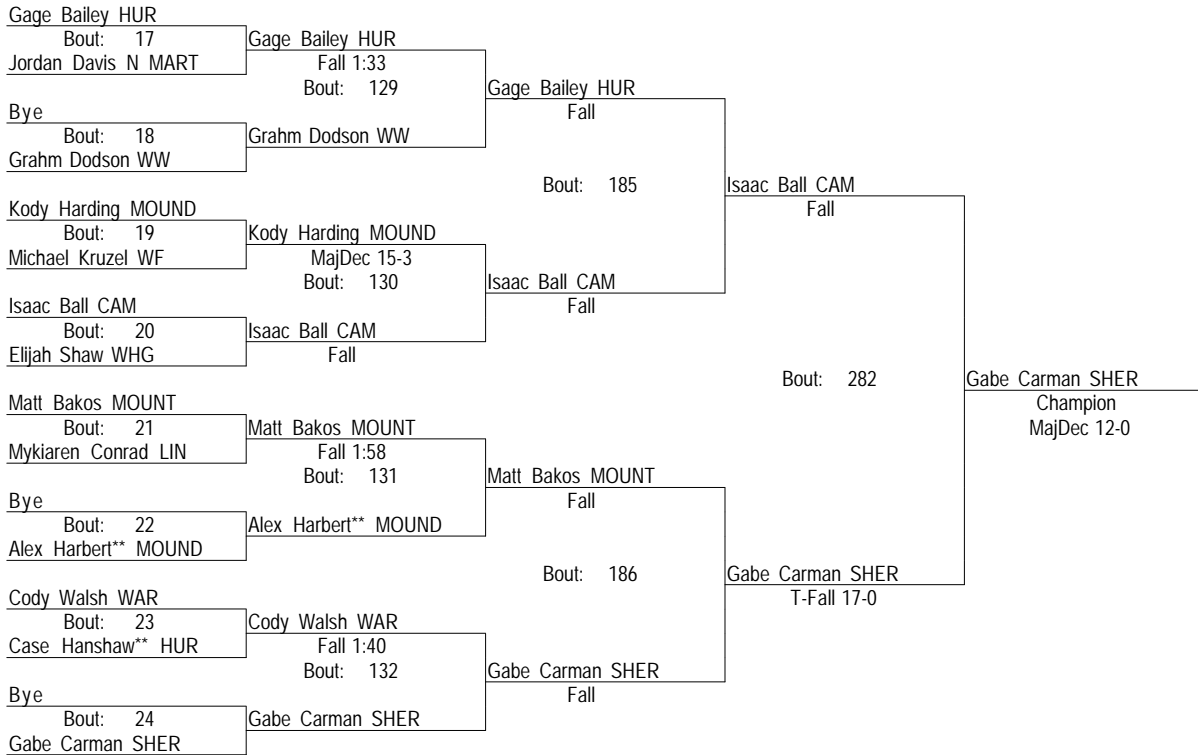 Gage Bailey HUR
Bout: 17
Gage Bailey HUR
Jordan Davis N MART
Fall 1:33
Bout: 129
Gage Bailey HUR
Bye
Fall
Bout: 18
Grahm Dodson WW
Grahm Dodson WW
Bout: 185
Isaac Ball CAM
Kody Harding MOUND
Fall
Bout: 19
Kody Harding MOUND
Michael Kruzel WF
MajDec 15-3
Bout: 130
Isaac Ball CAM
Isaac Ball CAM
Fall
Bout: 20
Isaac Ball CAM
Elijah Shaw WHG
Fall
Bout: 282
Gabe Carman SHER
Matt Bakos MOUNT
Champion
Bout: 21
Matt Bakos MOUNT
MajDec 12-0
Mykiaren Conrad LIN
Fall 1:58
Bout: 131
Matt Bakos MOUNT
Bye
Fall
Bout: 22
Alex Harbert** MOUND
Alex Harbert** MOUND
Bout: 186
Gabe Carman SHER
Cody Walsh WAR
T-Fall 17-0
Bout: 23
Cody Walsh WAR
Case Hanshaw** HUR
Fall 1:40
Bout: 132
Gabe Carman SHER
Bye
Fall
Bout: 24
Gabe Carman SHER
Gabe Carman SHER